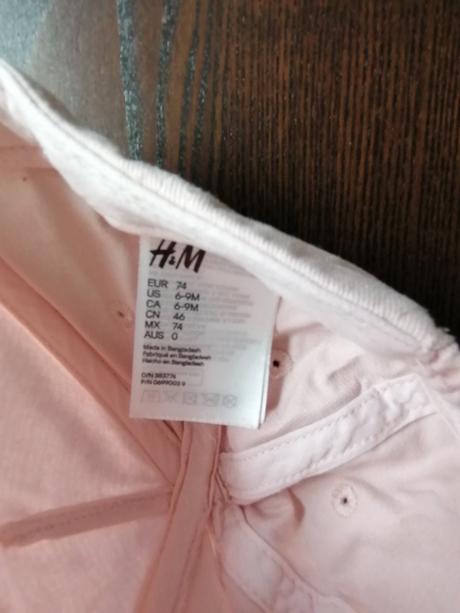 H&M
EUR 74
US 6-9M
CA 6-9M
CN 46
MX 74
AUS 0
Made in Bangladesh
Fabriqué en Bangladesh
Hecho en Bangladesh